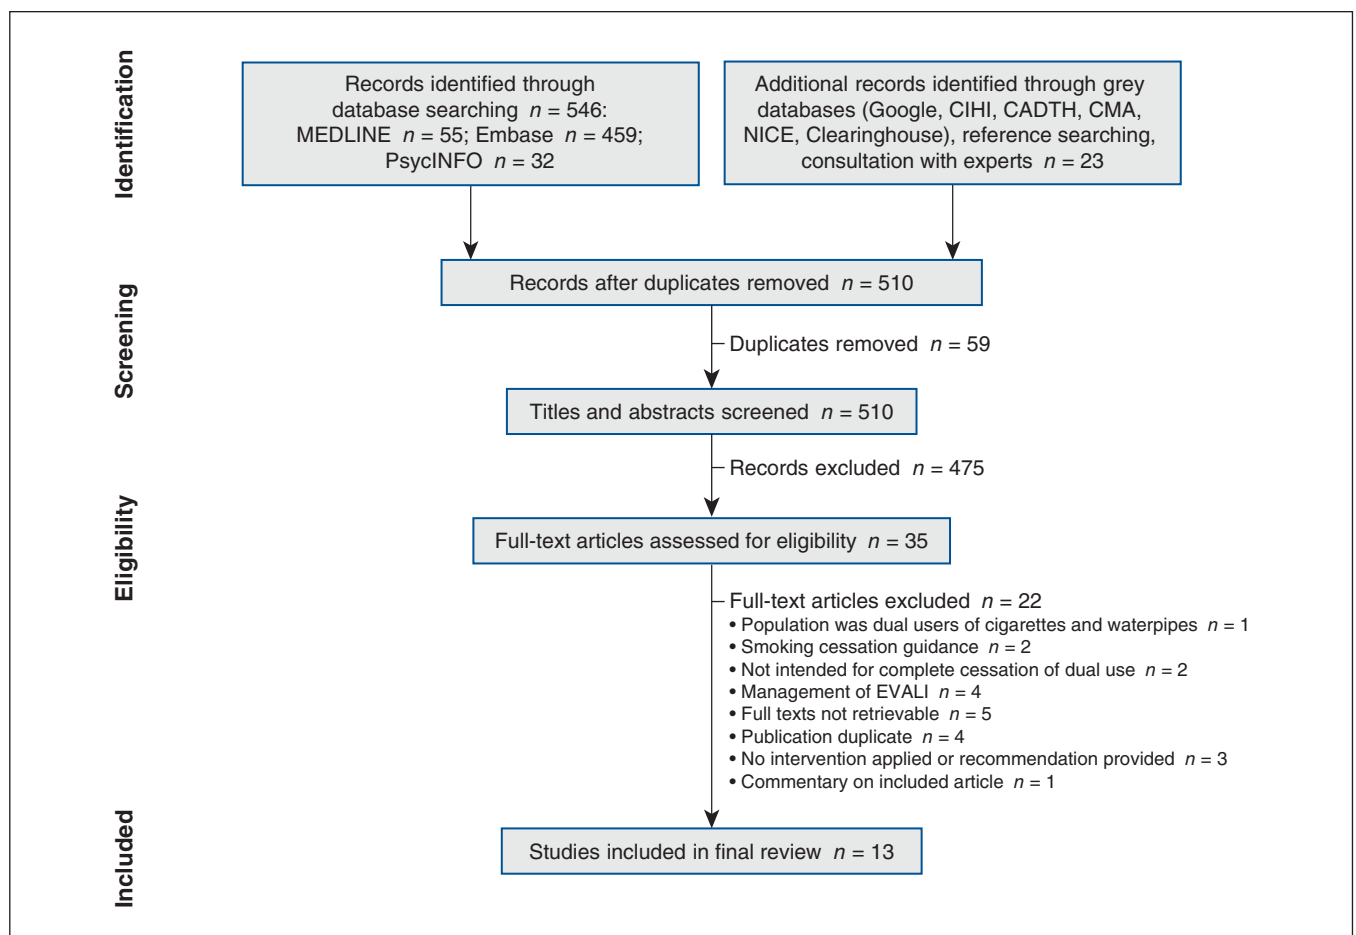 Identification
Records identified through
database searching n = 546:
MEDLINE n = 55; Embase n = 459;
PsycINFO n = 32
Additional records identified through grey
databases (Google, CIHI, CADTH, CMA,
NICE, Clearinghouse), reference searching,
consultation with experts n = 23
Screening
Records after duplicates removed n = 510
Duplicates removed n = 59
Titles and abstracts screened n = 510
Records excluded n = 475
Eligibility
Full-text articles assessed for eligibility n = 35
Full-text articles excluded n = 22
• Population was dual users of cigarettes and waterpipes n = 1
• Smoking cessation guidance n = 2
• Not intended for complete cessation of dual use n = 2
• Management of EVALI n = 4
• Full texts not retrievable n = 5
• Publication duplicate n = 4
• No intervention applied or recommendation provided n = 3
• Commentary on included article n = 1
Included
Studies included in final review n = 13